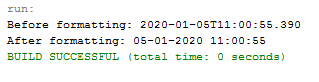 run:
Before formatting: 2020-01-05T11:00:55.390
After formatting: 05-01-2020 11:00:55
BUILD SUCCESSFUL (total time: 0 seconds)